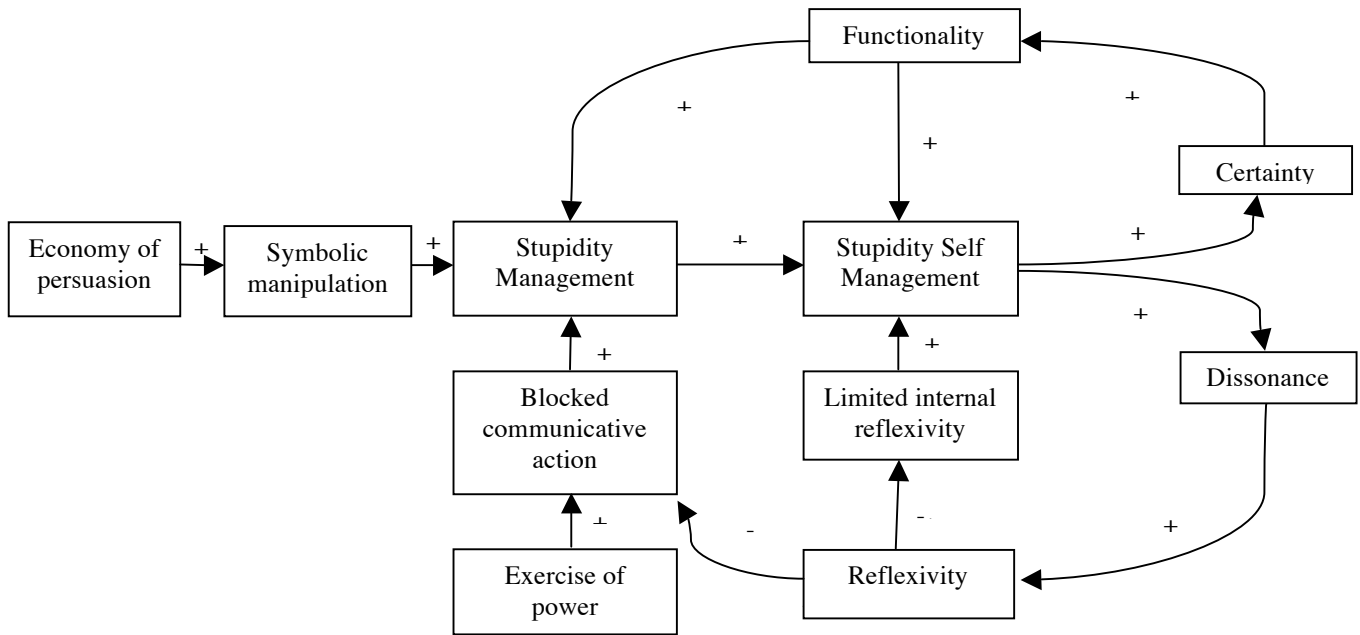 Functionality
+
+
+
Certainty
Economy of
persuasion
+
Symbolic
manipulation
+
Stupidity
Management
+
Stupidity Self
Management
+
+
Dissonance
Blocked
communicative
action
+
Limited internal
reflexivity
+
Exercise of
power
+
-
-
Reflexivity
+